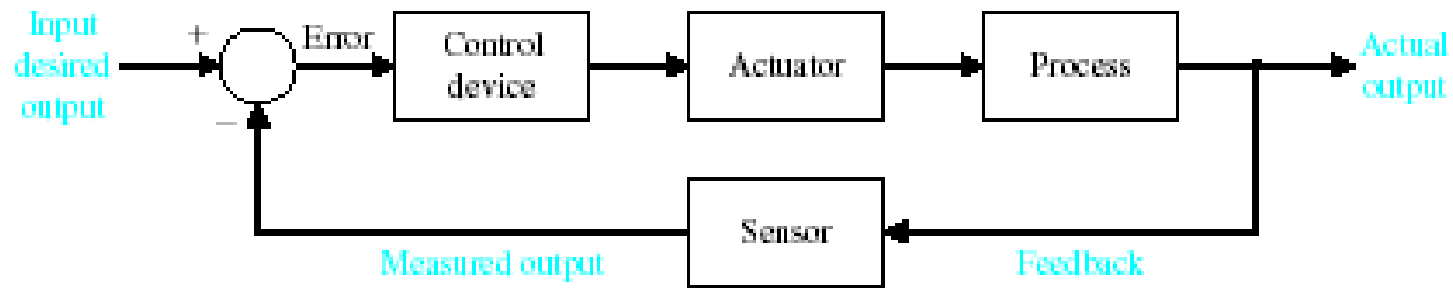 Input
desired
output
+
−
Error
Control
device
Actuator
Process
Actual
output
Sensor
Measured output
Feedback